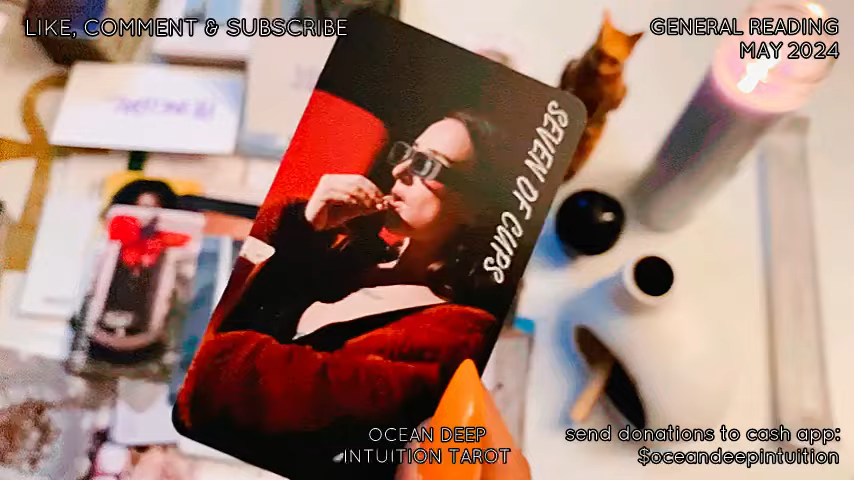 LIKE, COMMENT & SUBSCRIBE
GENERAL READING
MAY 2024
SEVEN OF CUPS
OCEAN DEEP
INTUITION TAROT
send donations to cash app:
$oceandeepintuition